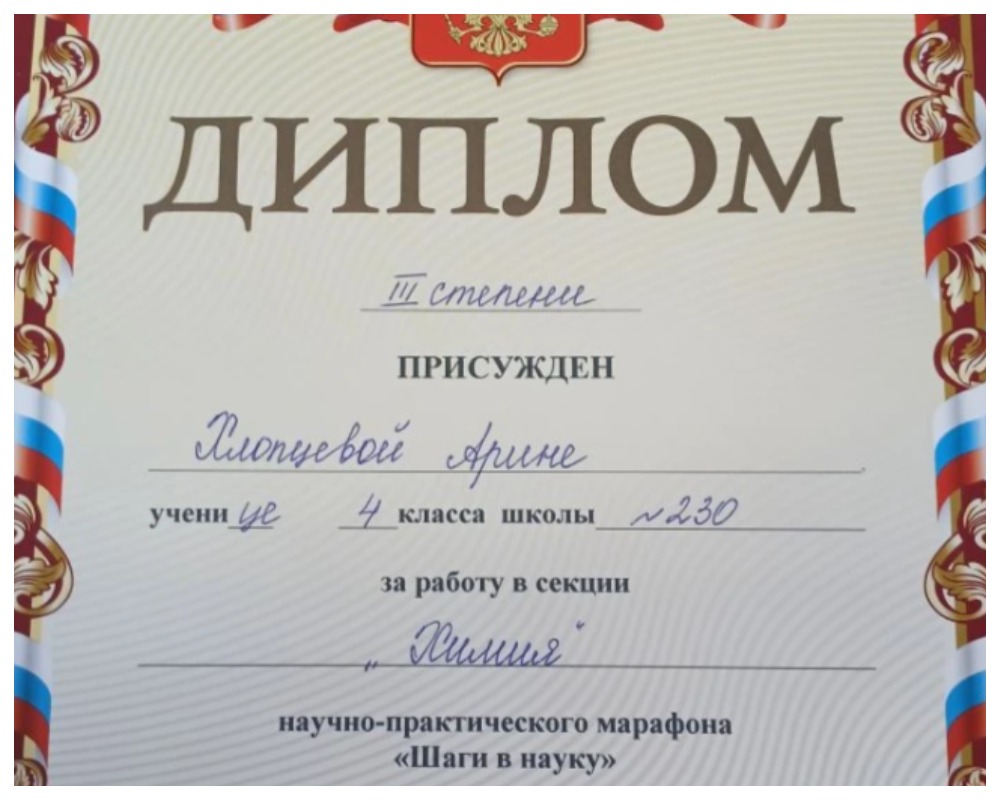 ДИПЛОМ
III степени
ПРИСУЖДЕН
Хлопцевой Арине
ученице 4 класса школы ~230
за работу в секции
„Химия"
научно-практического марафона
«Шаги в науку»